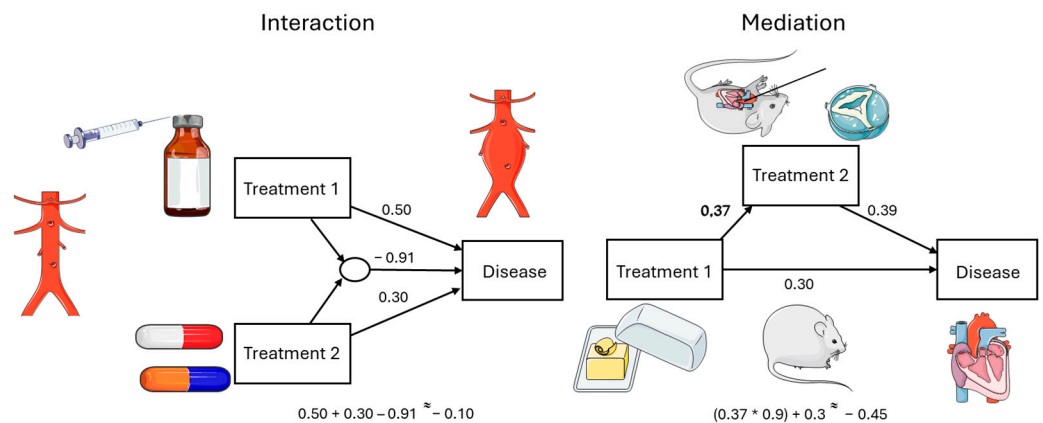 Interaction
Treatment 1
0.50
− 0.91
Disease
0.30
Treatment 2
0.50 + 0.30 – 0.91 ≈ – 0.10
Mediation
Treatment 2
0,37
0.39
Treatment 1
Disease
0.30
(0.37 * 0.9) + 0.3 ≈ – 0.45